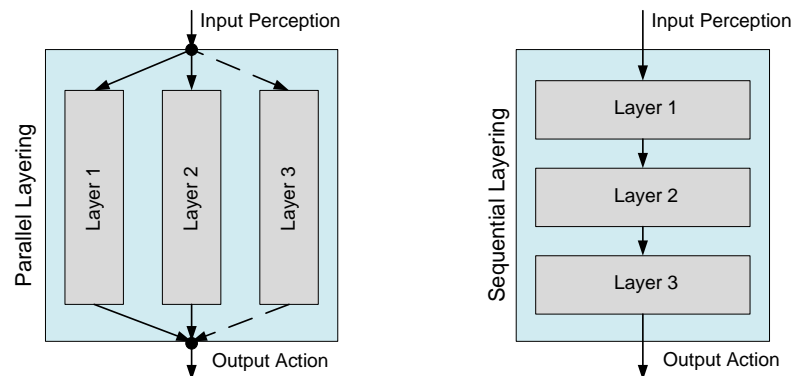 Input Perception
Parallel Layering
Layer 1
Layer 2
Layer 3
Output Action
Input Perception
Sequential Layering
Layer 1
Layer 2
Layer 3
Output Action